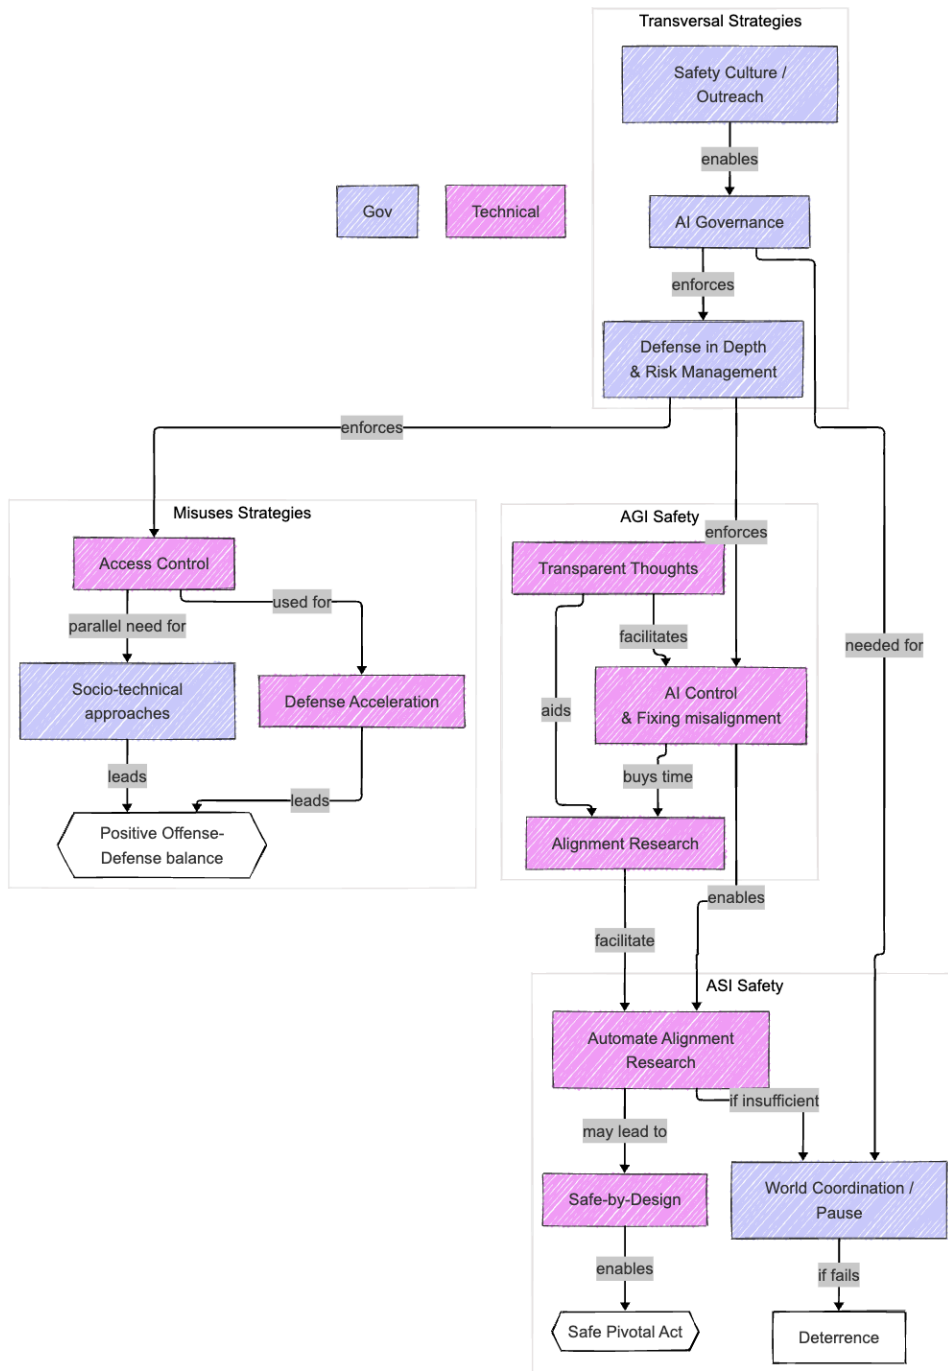 Transversal Strategies
Safety Culture /
Outreach
enables
Gov
Technical
AI Governance
enforces
Defense in Depth
& Risk Management
enforces
Misuses Strategies
Access Control
used for
parallel need for
Socio-technical
approaches
Defense Acceleration
leads
leads
Positive Offense-
Defense balance
AGI Safety
enforces
Transparent Thoughts
facilitates
needed for
AI Control
& Fixing misalignment
aids
buys time
Alignment Research
enables
facilitate
ASI Safety
Automate Alignment
Research
if insufficient
may lead to
Safe-by-Design
World Coordination /
Pause
enables
if fails
Safe Pivotal Act
Deterrence